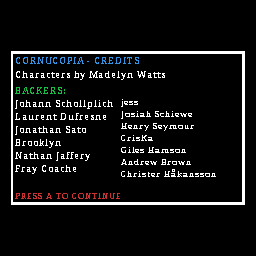 CORNUCOPIA - CREDITS
Characters by Madelyn Watts
BACKERS:
Johann Schollplich
Laurent Dufresne
Jonathan Sato
Brooklyn
Nathan Jaffery
Fray Coache
jess
Josiah Schiewe
Henry Seymour
CrisKa
Giles Hamson
Andrew Brown
Christer Håkansson
PRESS A TO CONTINUE